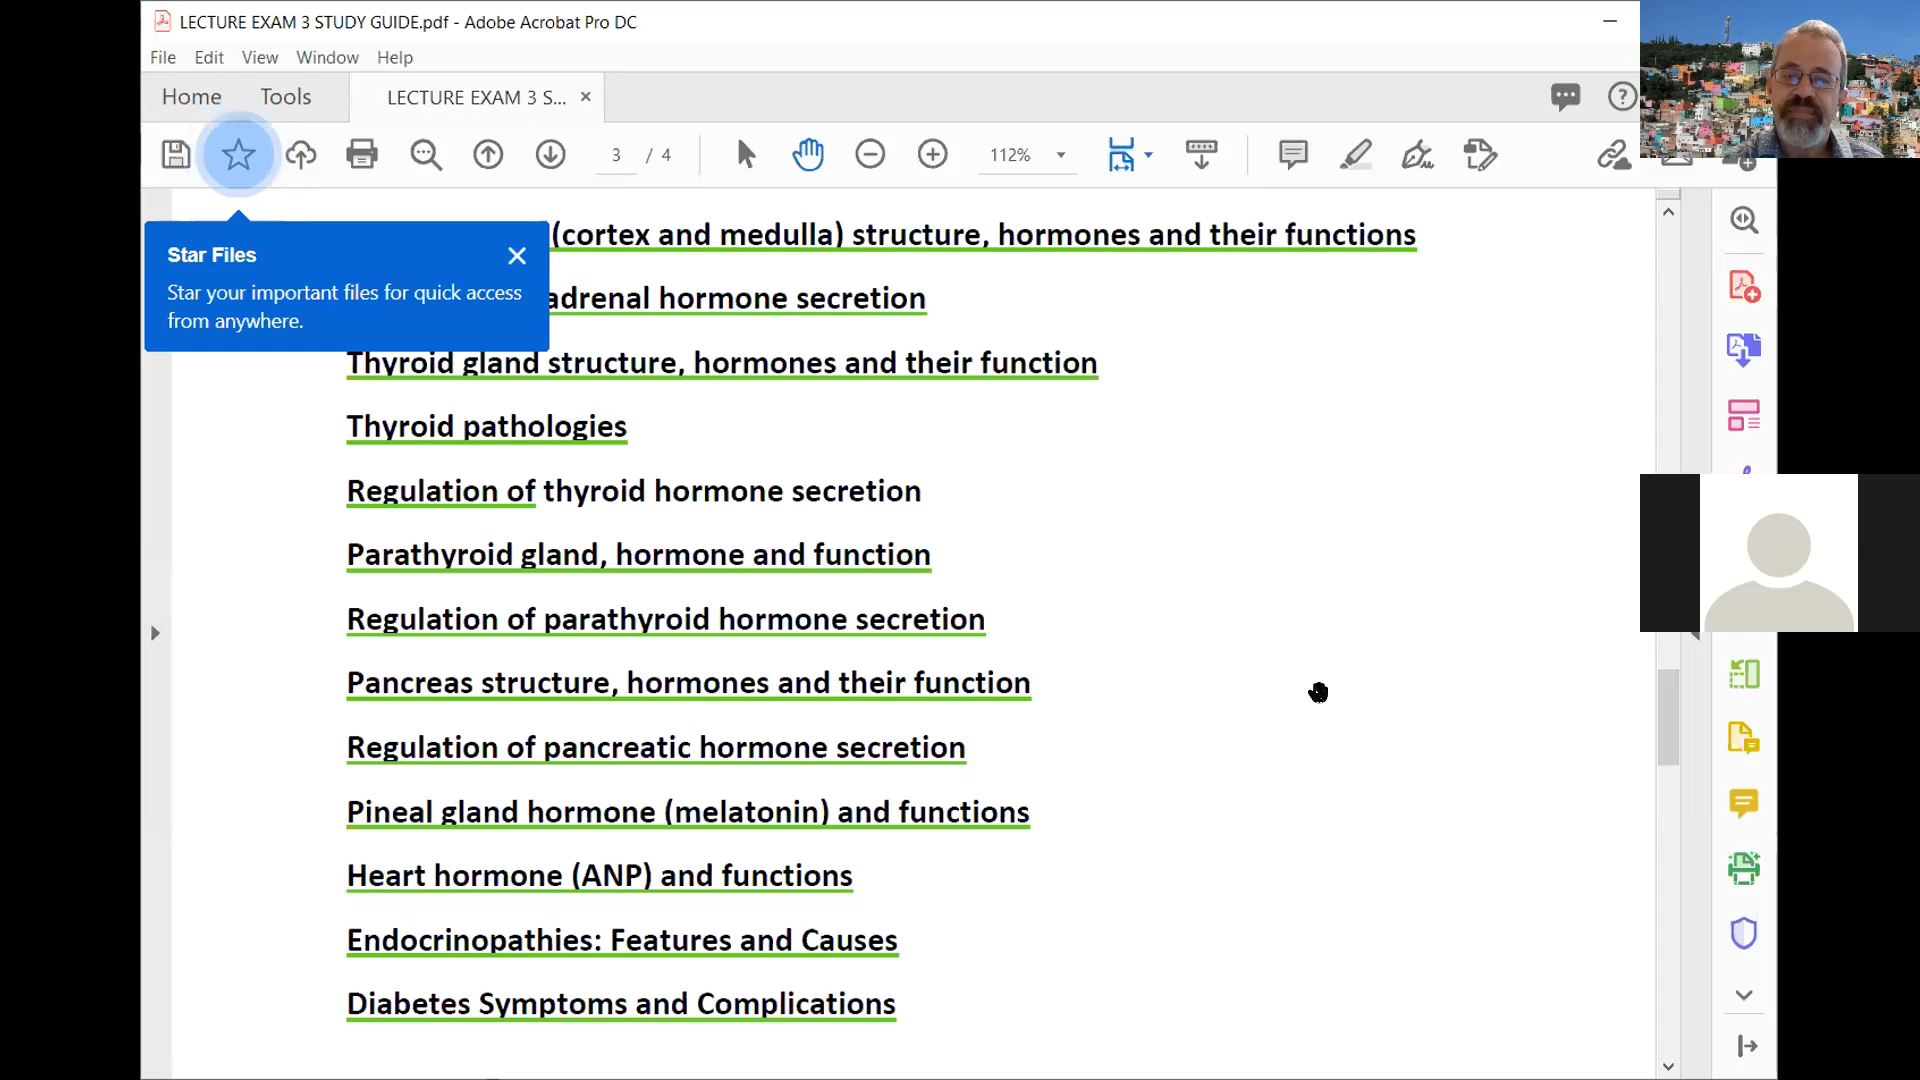 LECTURE EXAM 3 STUDY GUIDE.pdf - Adobe Acrobat Pro DC
File Edit View Window Help
Home Tools LECTURE EXAM 3 S...
3 / 4 112%
(cortex and medulla) structure, hormones and their functions
Star Files
Star your important files for quick access
from anywhere.
adrenal hormone secretion
Thyroid gland structure, hormones and their function
Thyroid pathologies
Regulation of thyroid hormone secretion
Parathyroid gland, hormone and function
Regulation of parathyroid hormone secretion
Pancreas structure, hormones and their function
Regulation of pancreatic hormone secretion
Pineal gland hormone (melatonin) and functions
Heart hormone (ANP) and functions
Endocrinopathies: Features and Causes
Diabetes Symptoms and Complications